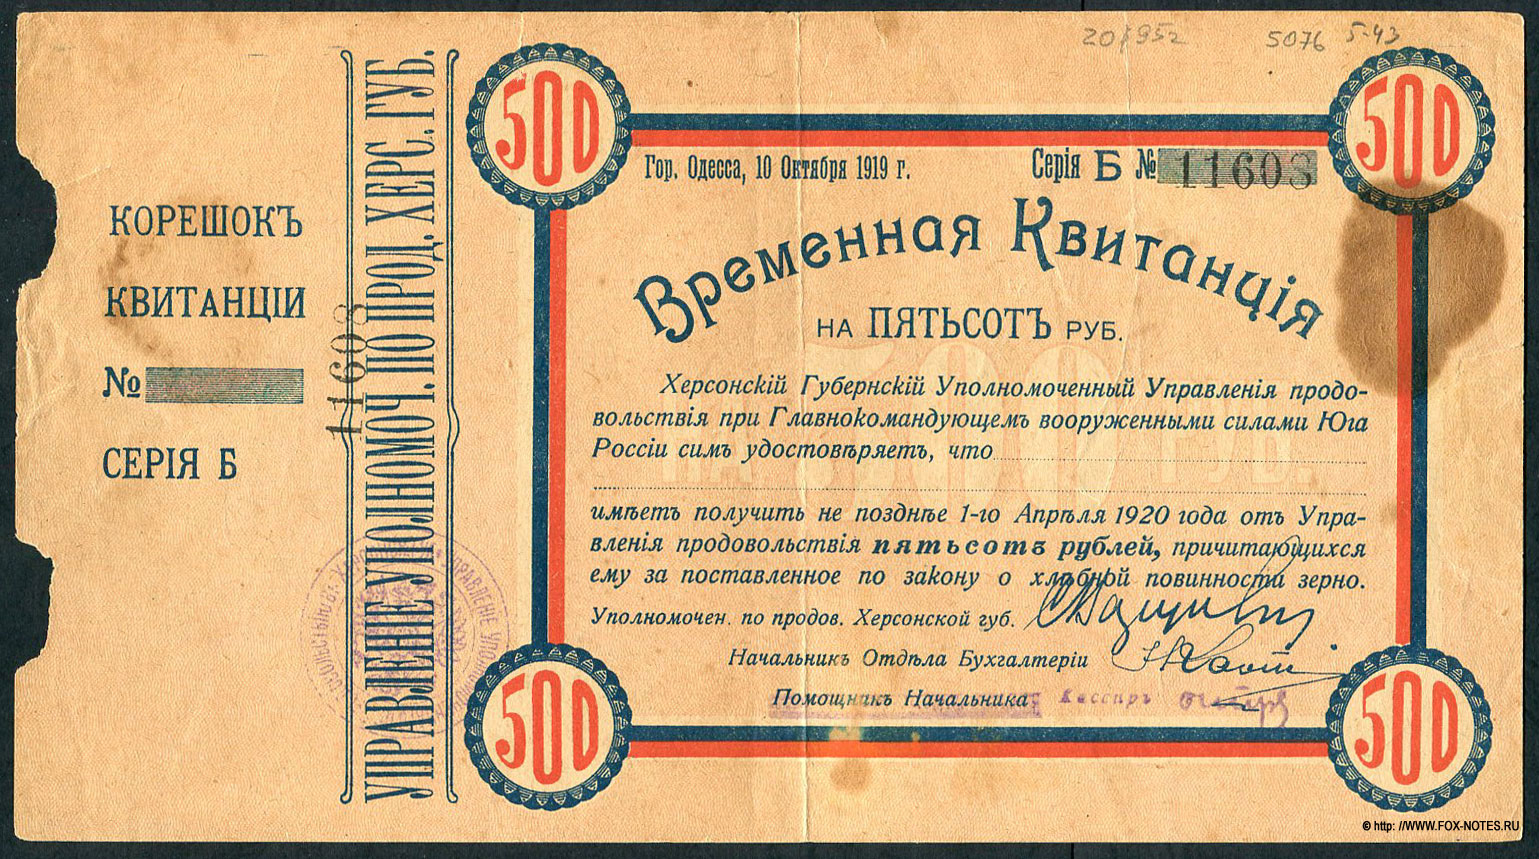 20/952 5076 5-43
КОРЕШОКЪ
КВИТАНЦІИ
№
СЕРІЯ Б
11608
УПРАВЛЕНІЕ УПОЛНОМОЧ. ПО ПРОД. ХЕРС. ГУБ.
500
500
Гор. Одесса, 10 Октября 1919 г.
Серія Б № 11608
Временная Квитанція
НА ПЯТЬСОТЪ РУБ.
Херсонскій Губернскій Уполномоченный Управленія продо-
вольствія при Главнокомандующемъ вооруженными силами Юга
Россіи симъ удостовѣряетъ, что
имѣетъ получить не позднѣе 1-го Апрѣля 1920 года отъ Упра-
вленія продовольствія пятьсотъ рублей, причитающихся
ему за поставленное по закону о хлѣбной повинности зерно.
Уполномочен. по продов. Херсонской губ.
Начальникъ Отдѣла Бухгалтеріи
Помощникъ Начальника Кассиръ
500
500
© http: //WWW.FOX-NOTES.RU